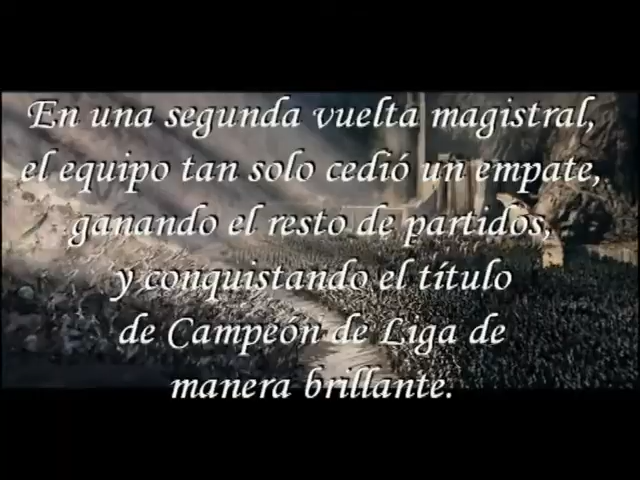 En una segunda vuelta magistral,
el equipo tan solo cedió un empate,
ganando el resto de partidos,
y conquistando el título
de Campeón de Liga de
manera brillante.